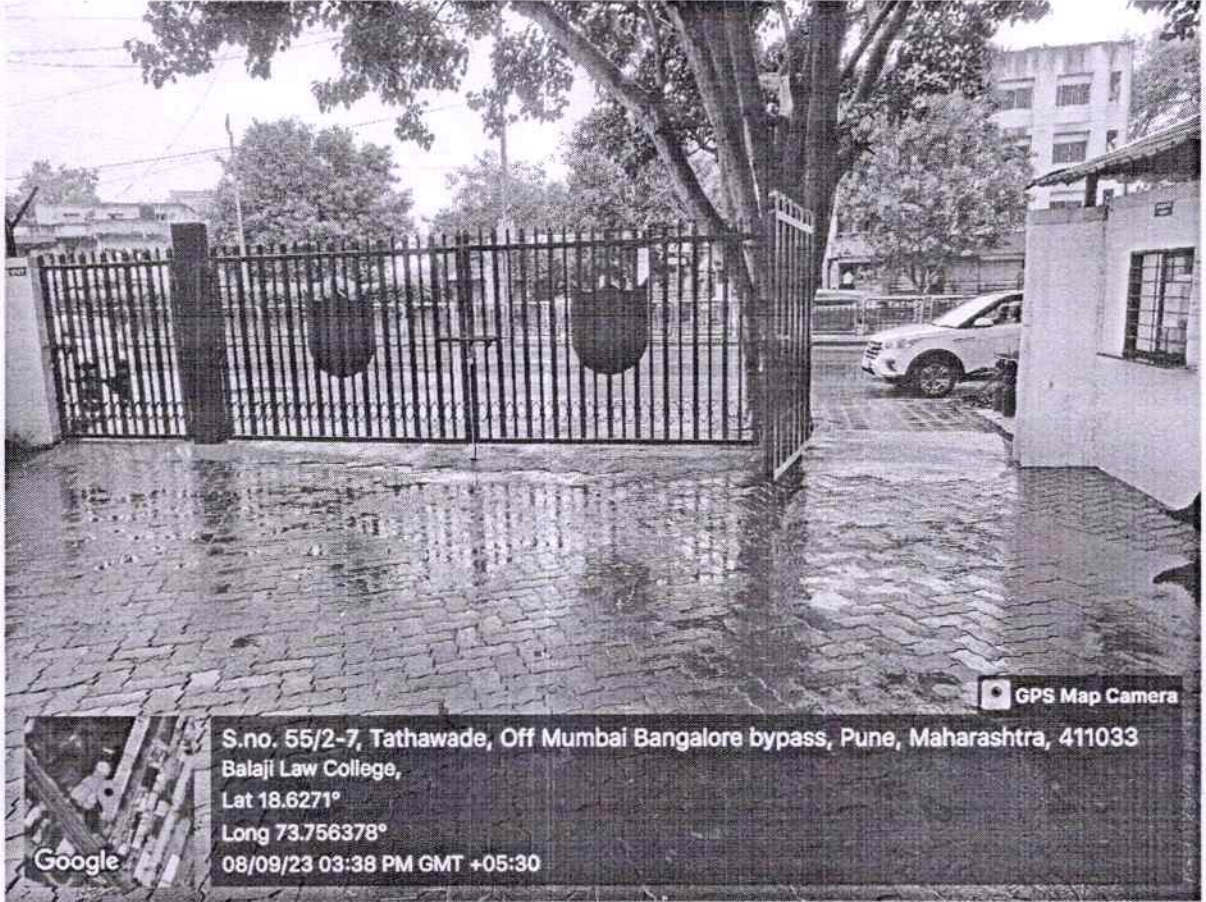 GPS Map Camera
S.no. 55/2-7, Tathawade, Off Mumbai Bangalore bypass, Pune, Maharashtra, 411033
Balaji Law College,
Lat 18.6271°
Long 73.756378°
08/09/23 03:38 PM GMT +05:30
Google